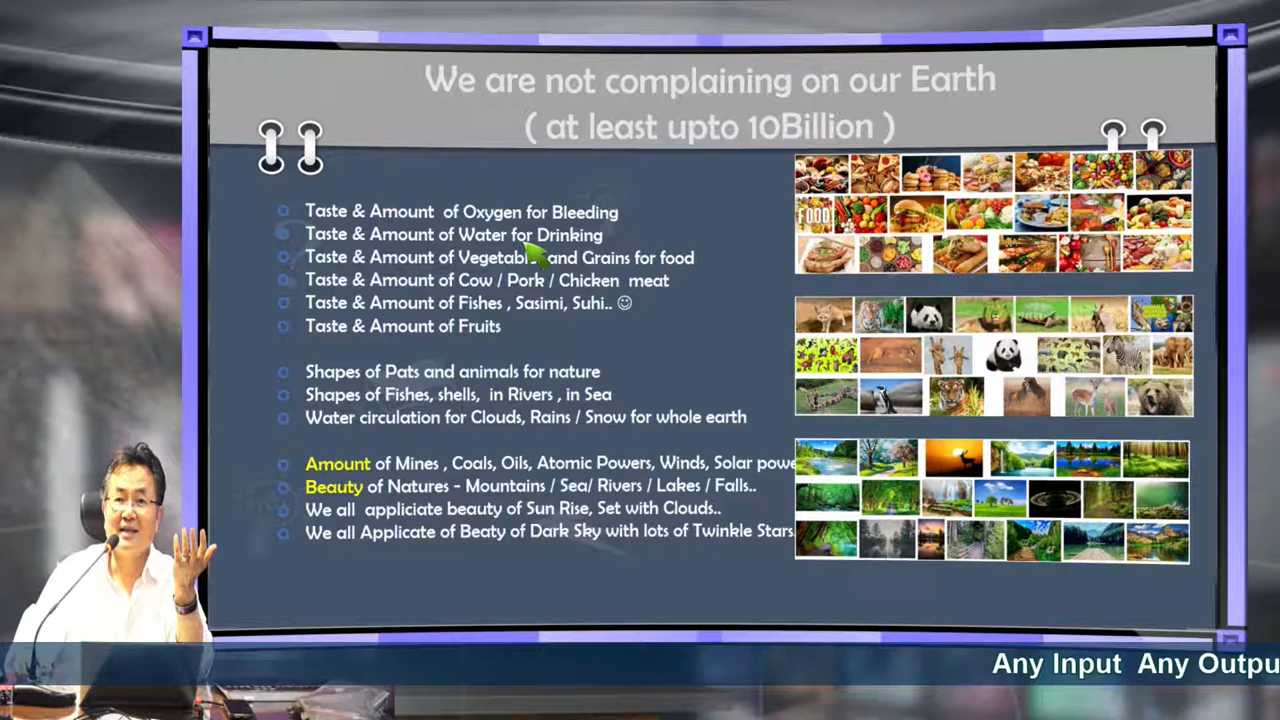 We are not complaining on our Earth
( at least upto 10Billion )
Taste & Amount of Oxygen for Bleeding
Taste & Amount of Water for Drinking
Taste & Amount of Vegetable and Grains for food
Taste & Amount of Cow / Pork / Chicken meat
Taste & Amount of Fishes , Sasimi, Suhi.. ☺
Taste & Amount of Fruits
Shapes of Pats and animals for nature
Shapes of Fishes, shells, in Rivers , in Sea
Water circulation for Clouds, Rains / Snow for whole earth
Amount of Mines , Coals, Oils, Atomic Powers, Winds, Solar powe
Beauty of Natures - Mountains / Sea/ Rivers / Lakes / Falls..
We all appliciate beauty of Sun Rise, Set with Clouds..
We all Applicate of Beaty of Dark Sky with lots of Twinkle Stars.
FOOD
Any Input Any Outpu